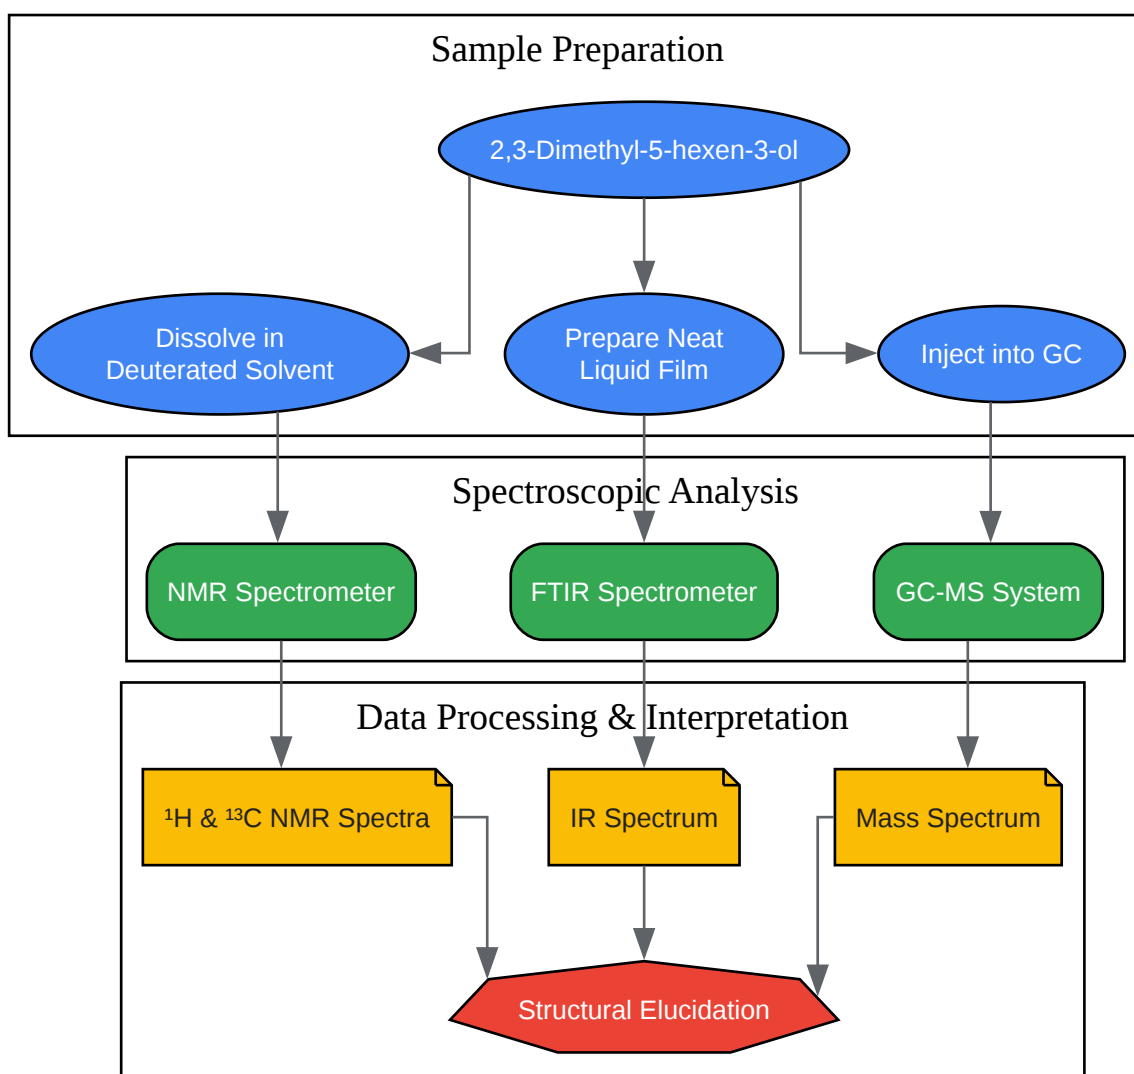 Sample Preparation
2,3-Dimethyl-5-hexen-3-ol
Dissolve in
Deuterated Solvent
Prepare Neat
Liquid Film
Inject into GC
Spectroscopic Analysis
NMR Spectrometer
FTIR Spectrometer
GC-MS System
Data Processing & Interpretation
¹H & ¹³C NMR Spectra
IR Spectrum
Mass Spectrum
Structural Elucidation